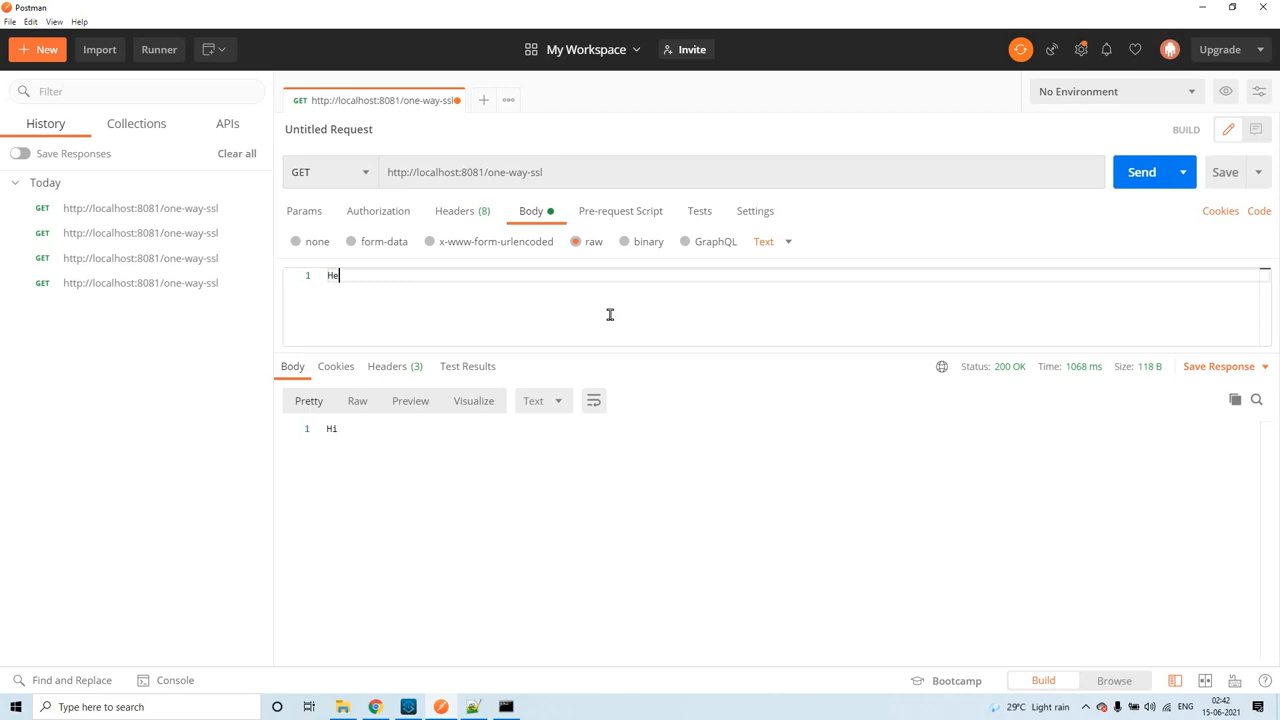 Postman
File Edit View Help
New Import Runner My Workspace Invite Upgrade
Filter
History Collections APIs
Save Responses Clear all
Today
GET http://localhost:8081/one-way-ssl
GET http://localhost:8081/one-way-ssl
GET http://localhost:8081/one-way-ssl
GET http://localhost:8081/one-way-ssl
GET http://localhost:8081/one-way-ssl
No Environment
Untitled Request BUILD
GET http://localhost:8081/one-way-ssl Send Save
Params Authorization Headers (8) Body Pre-request Script Tests Settings Cookies Code
none form-data x-www-form-urlencoded raw binary GraphQL Text
1 He
Body Cookies Headers (3) Test Results Status: 200 OK Time: 1068 ms Size: 118 B Save Response
Pretty Raw Preview Visualize Text
1 Hi
Find and Replace Console Bootcamp Build Browse
Type here to search 29°C Light rain ENG 02:42
15-06-2021